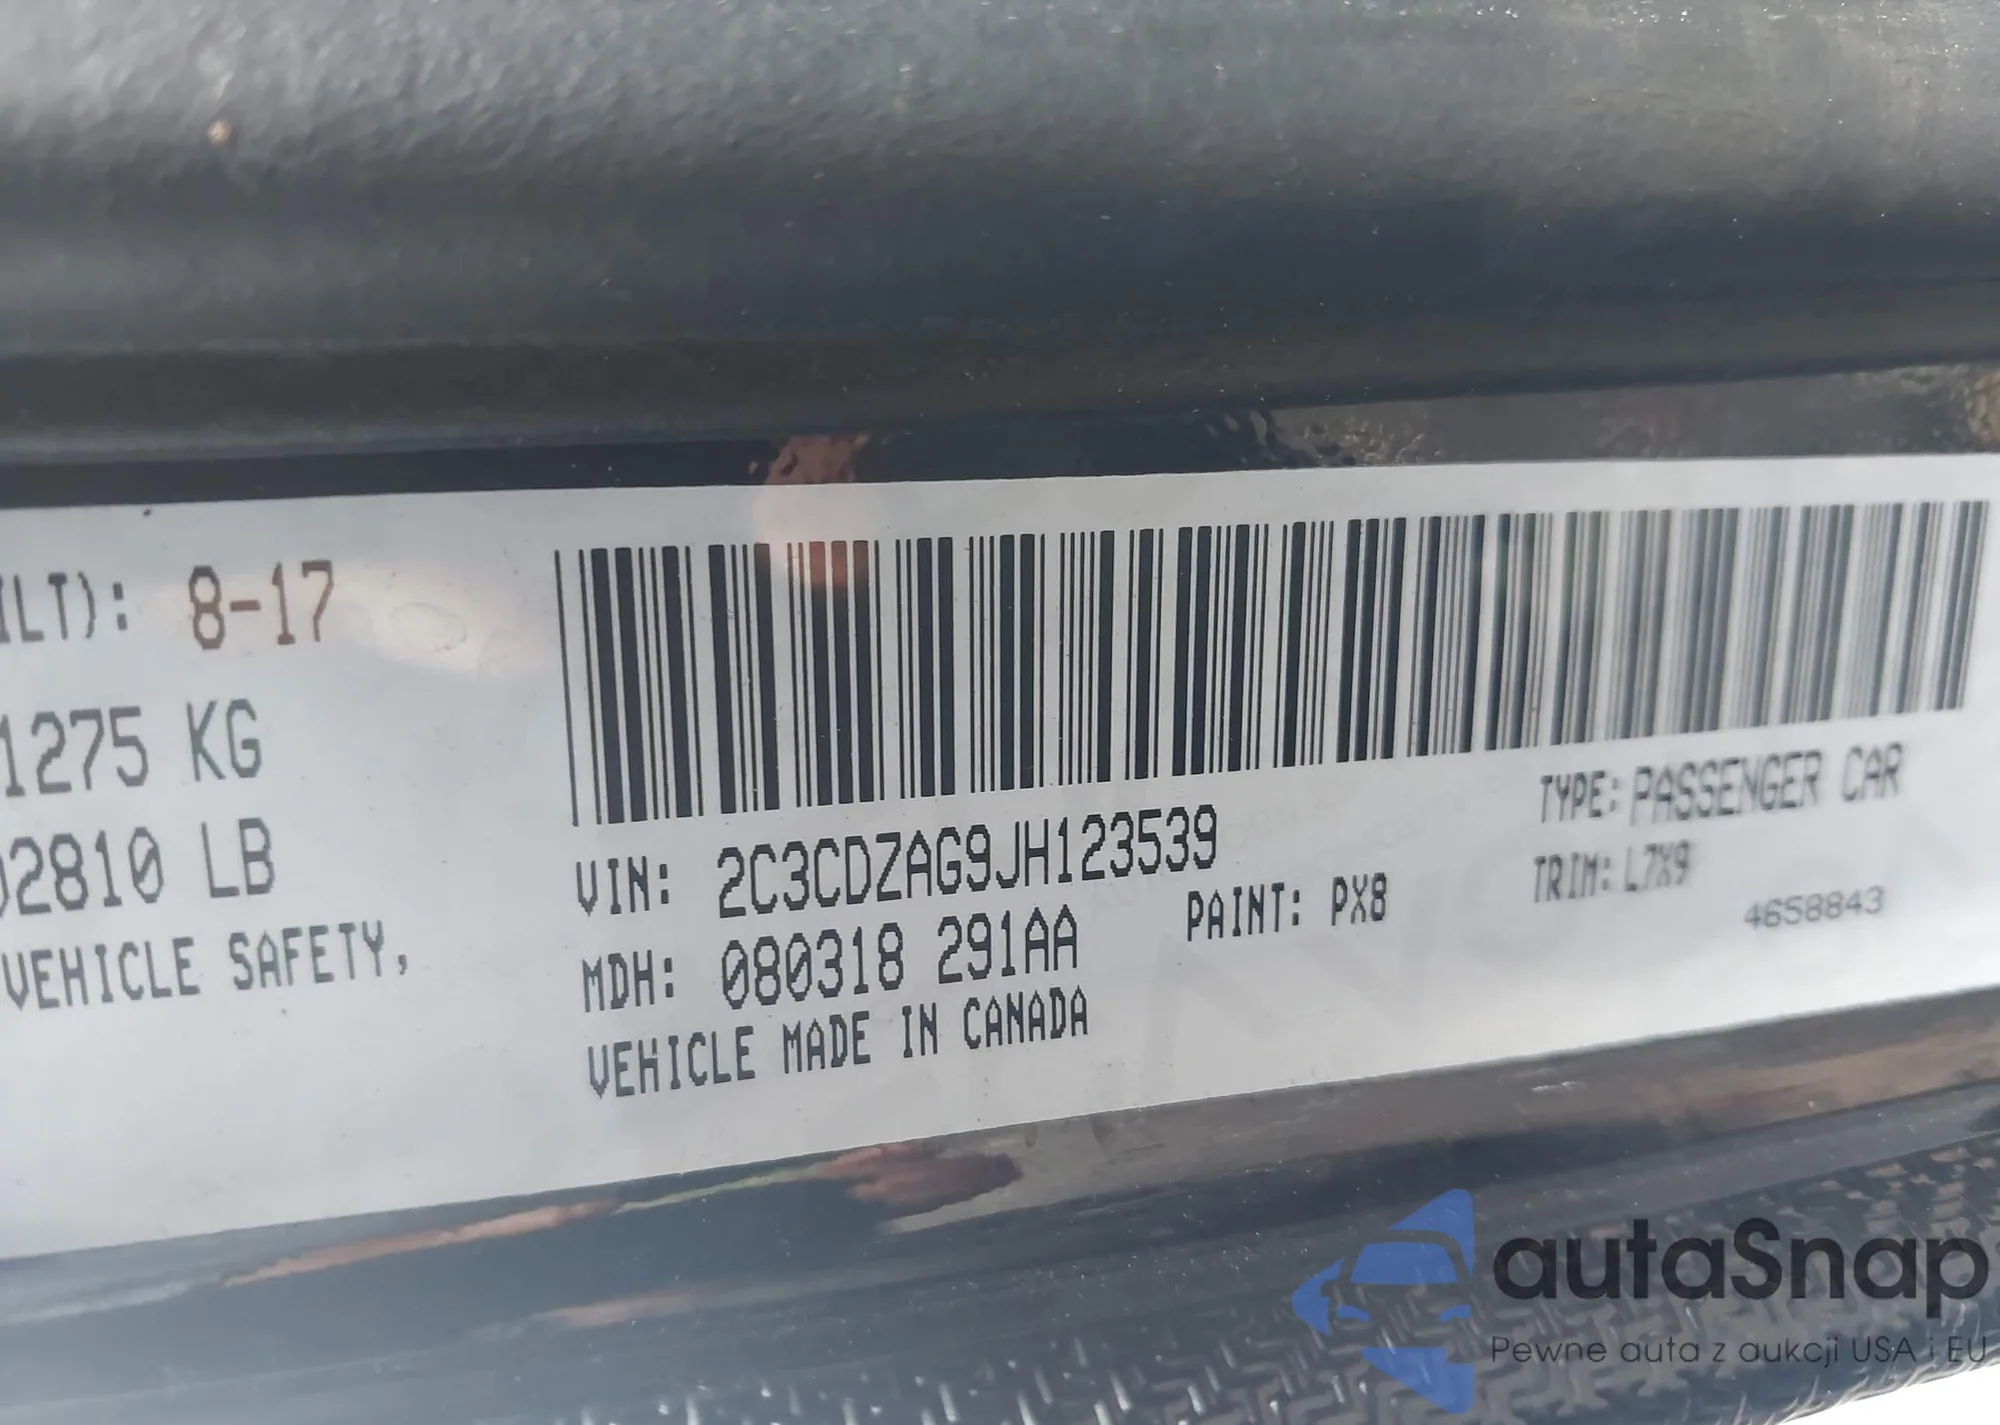 ILT): 8-17
1275 KG
02810 LB
VEHICLE SAFETY,
VIN: 2C3CDZAG9JH123539
MDH: 080318 291AA
VEHICLE MADE IN CANADA
PAINT: PX8
TYPE: PASSENGER CAR
TRIM: L7X9
4658843
autaSnap
Pewne auta z aukcji USA i EU